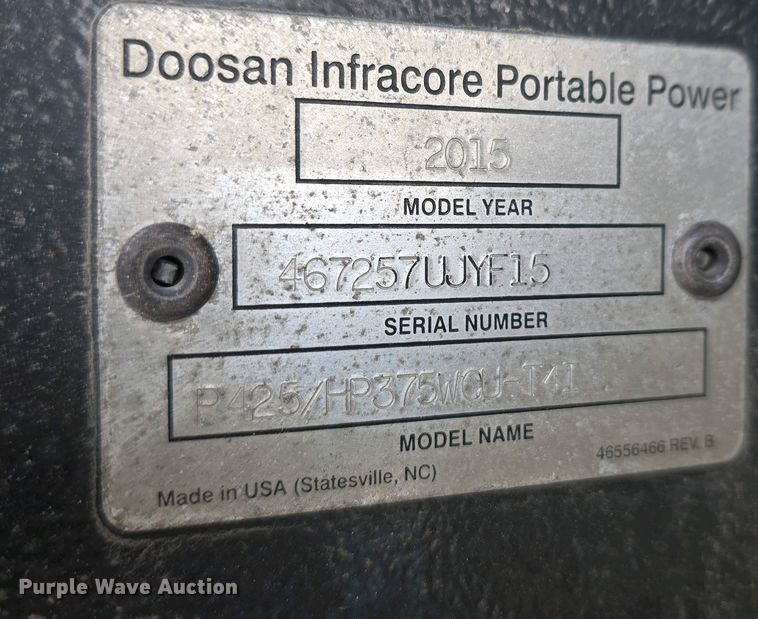 Doosan Infracore Portable Power
2015
MODEL YEAR
467257UJYF15
SERIAL NUMBER
P425/HP375WCU-T4I
MODEL NAME
46556466 REV. B
Made in USA (Statesville, NC)
Purple Wave Auction